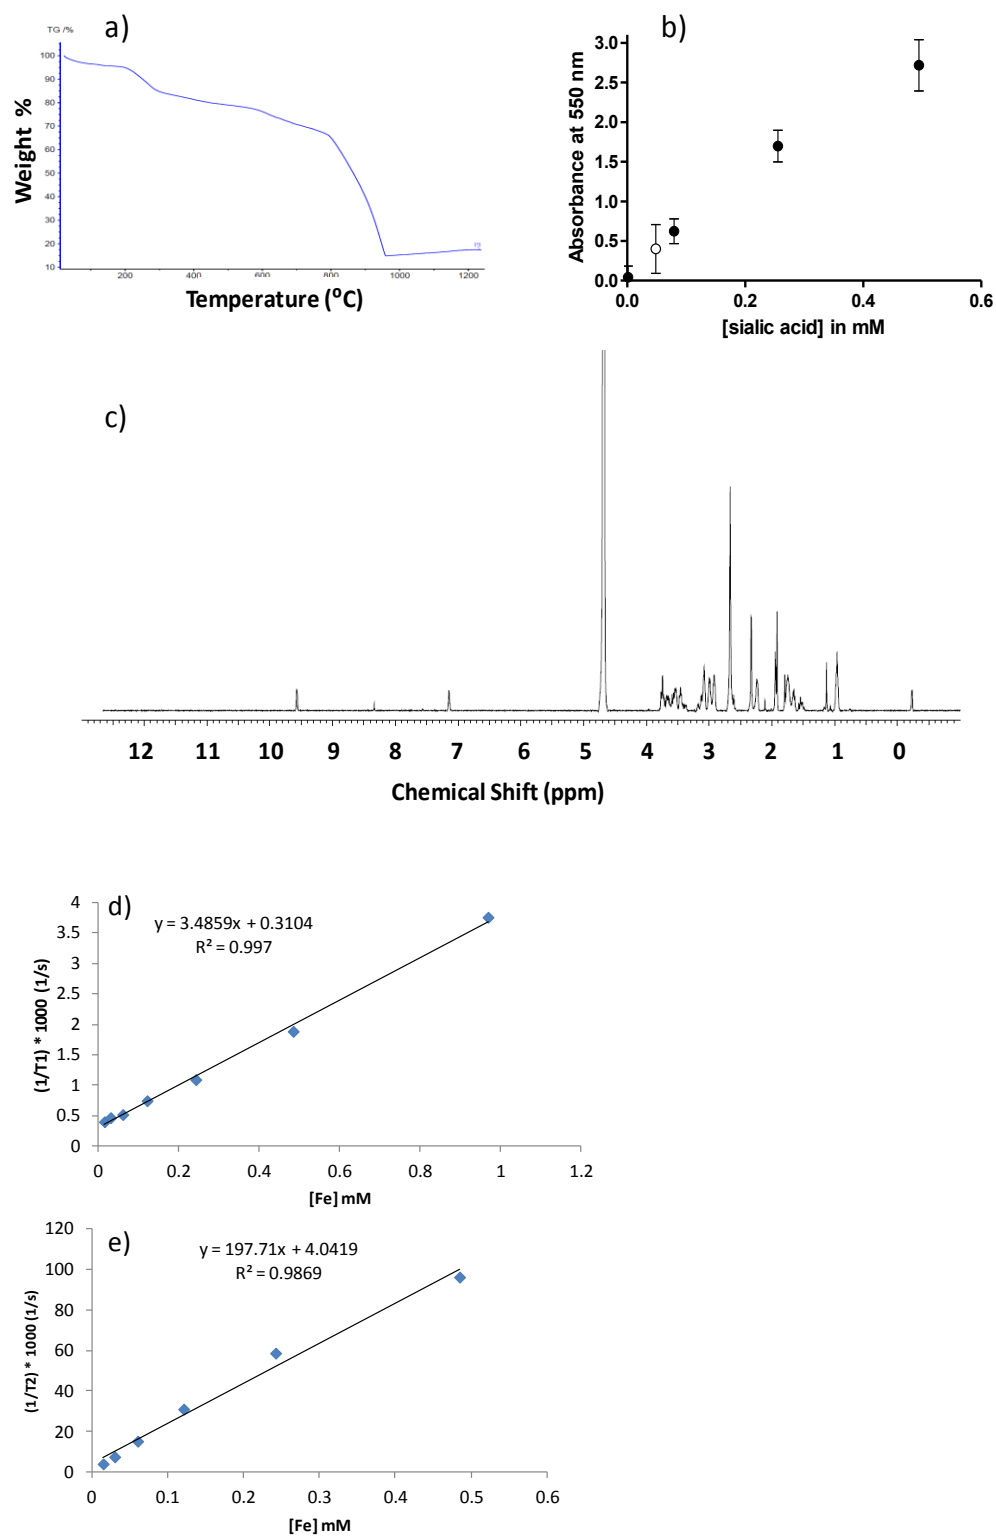 a)
TG /%
100
90
80
70
60
50
40
30
20
10
Weight %
200
400
600
800
1000
1200
Temperature (⁰C)
b)
3.0
2.5
2.0
1.5
1.0
0.5
0.0
Absorbance at 550 nm
0.0 0.2 0.4 0.6
[sialic acid] in mM
c)
12 11 10 9 8 7 6 5 4 3 2 1 0
Chemical Shift (ppm)
d)
y = 3.4859x + 0.3104
R² = 0.997
4
3.5
3
2.5
2
1.5
1
0.5
0
(1/T1) * 1000 (1/s)
0 0.2 0.4 0.6 0.8 1 1.2
[Fe] mM
e)
y = 197.71x + 4.0419
R² = 0.9869
120
100
80
60
40
20
0
(1/T2) * 1000 (1/s)
0 0.1 0.2 0.3 0.4 0.5 0.6
[Fe] mM